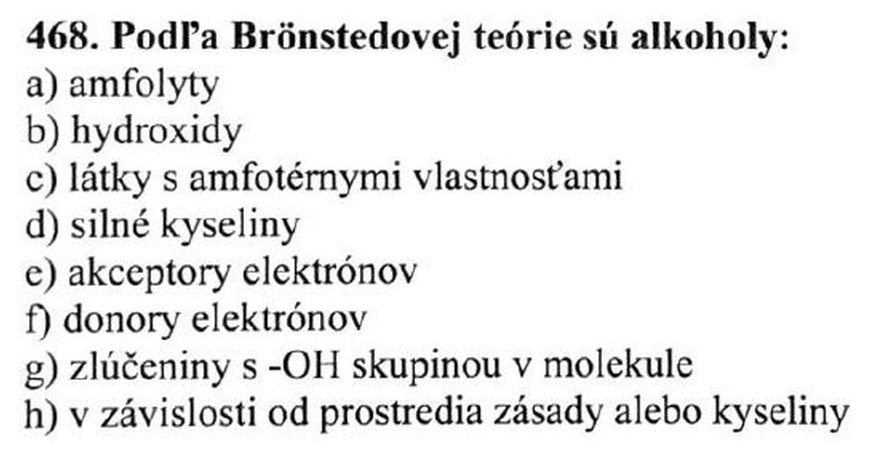 468. Podľa Brönstedovej teórie sú alkoholy:
a) amfolyty
b) hydroxidy
c) látky s amfotérnymi vlastnosťami
d) silné kyseliny
e) akceptory elektrónov
f) donory elektrónov
g) zlúčeniny s -OH skupinou v molekule
h) v závislosti od prostredia zásady alebo kyseliny